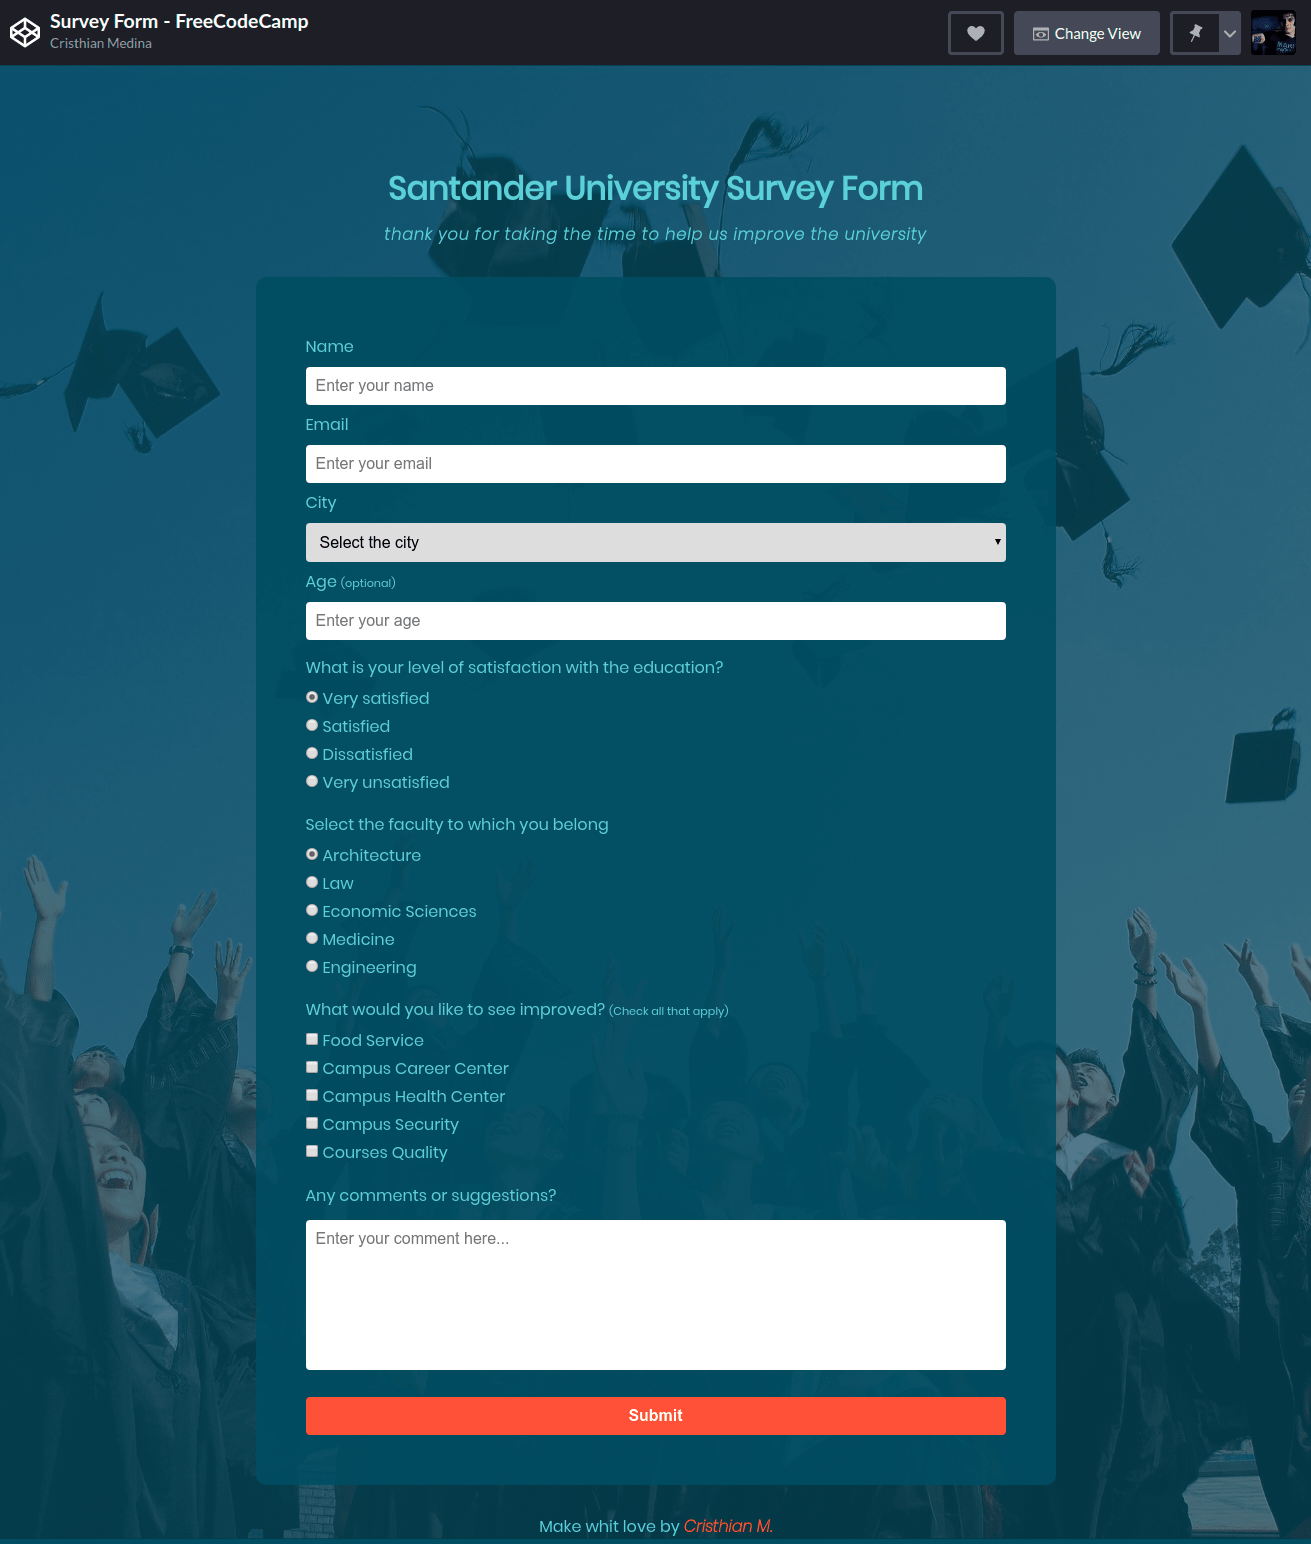 Survey Form - FreeCodeCamp
Cristhian Medina
Change View
Santander University Survey Form
thank you for taking the time to help us improve the university
Name
Enter your name
Email
Enter your email
City
Select the city
Age (optional)
Enter your age
What is your level of satisfaction with the education?
Very satisfied
Satisfied
Dissatisfied
Very unsatisfied
Select the faculty to which you belong
Architecture
Law
Economic Sciences
Medicine
Engineering
What would you like to see improved? (Check all that apply)
Food Service
Campus Career Center
Campus Health Center
Campus Security
Courses Quality
Any comments or suggestions?
Enter your comment here...
Submit
Make whit love by Cristhian M.